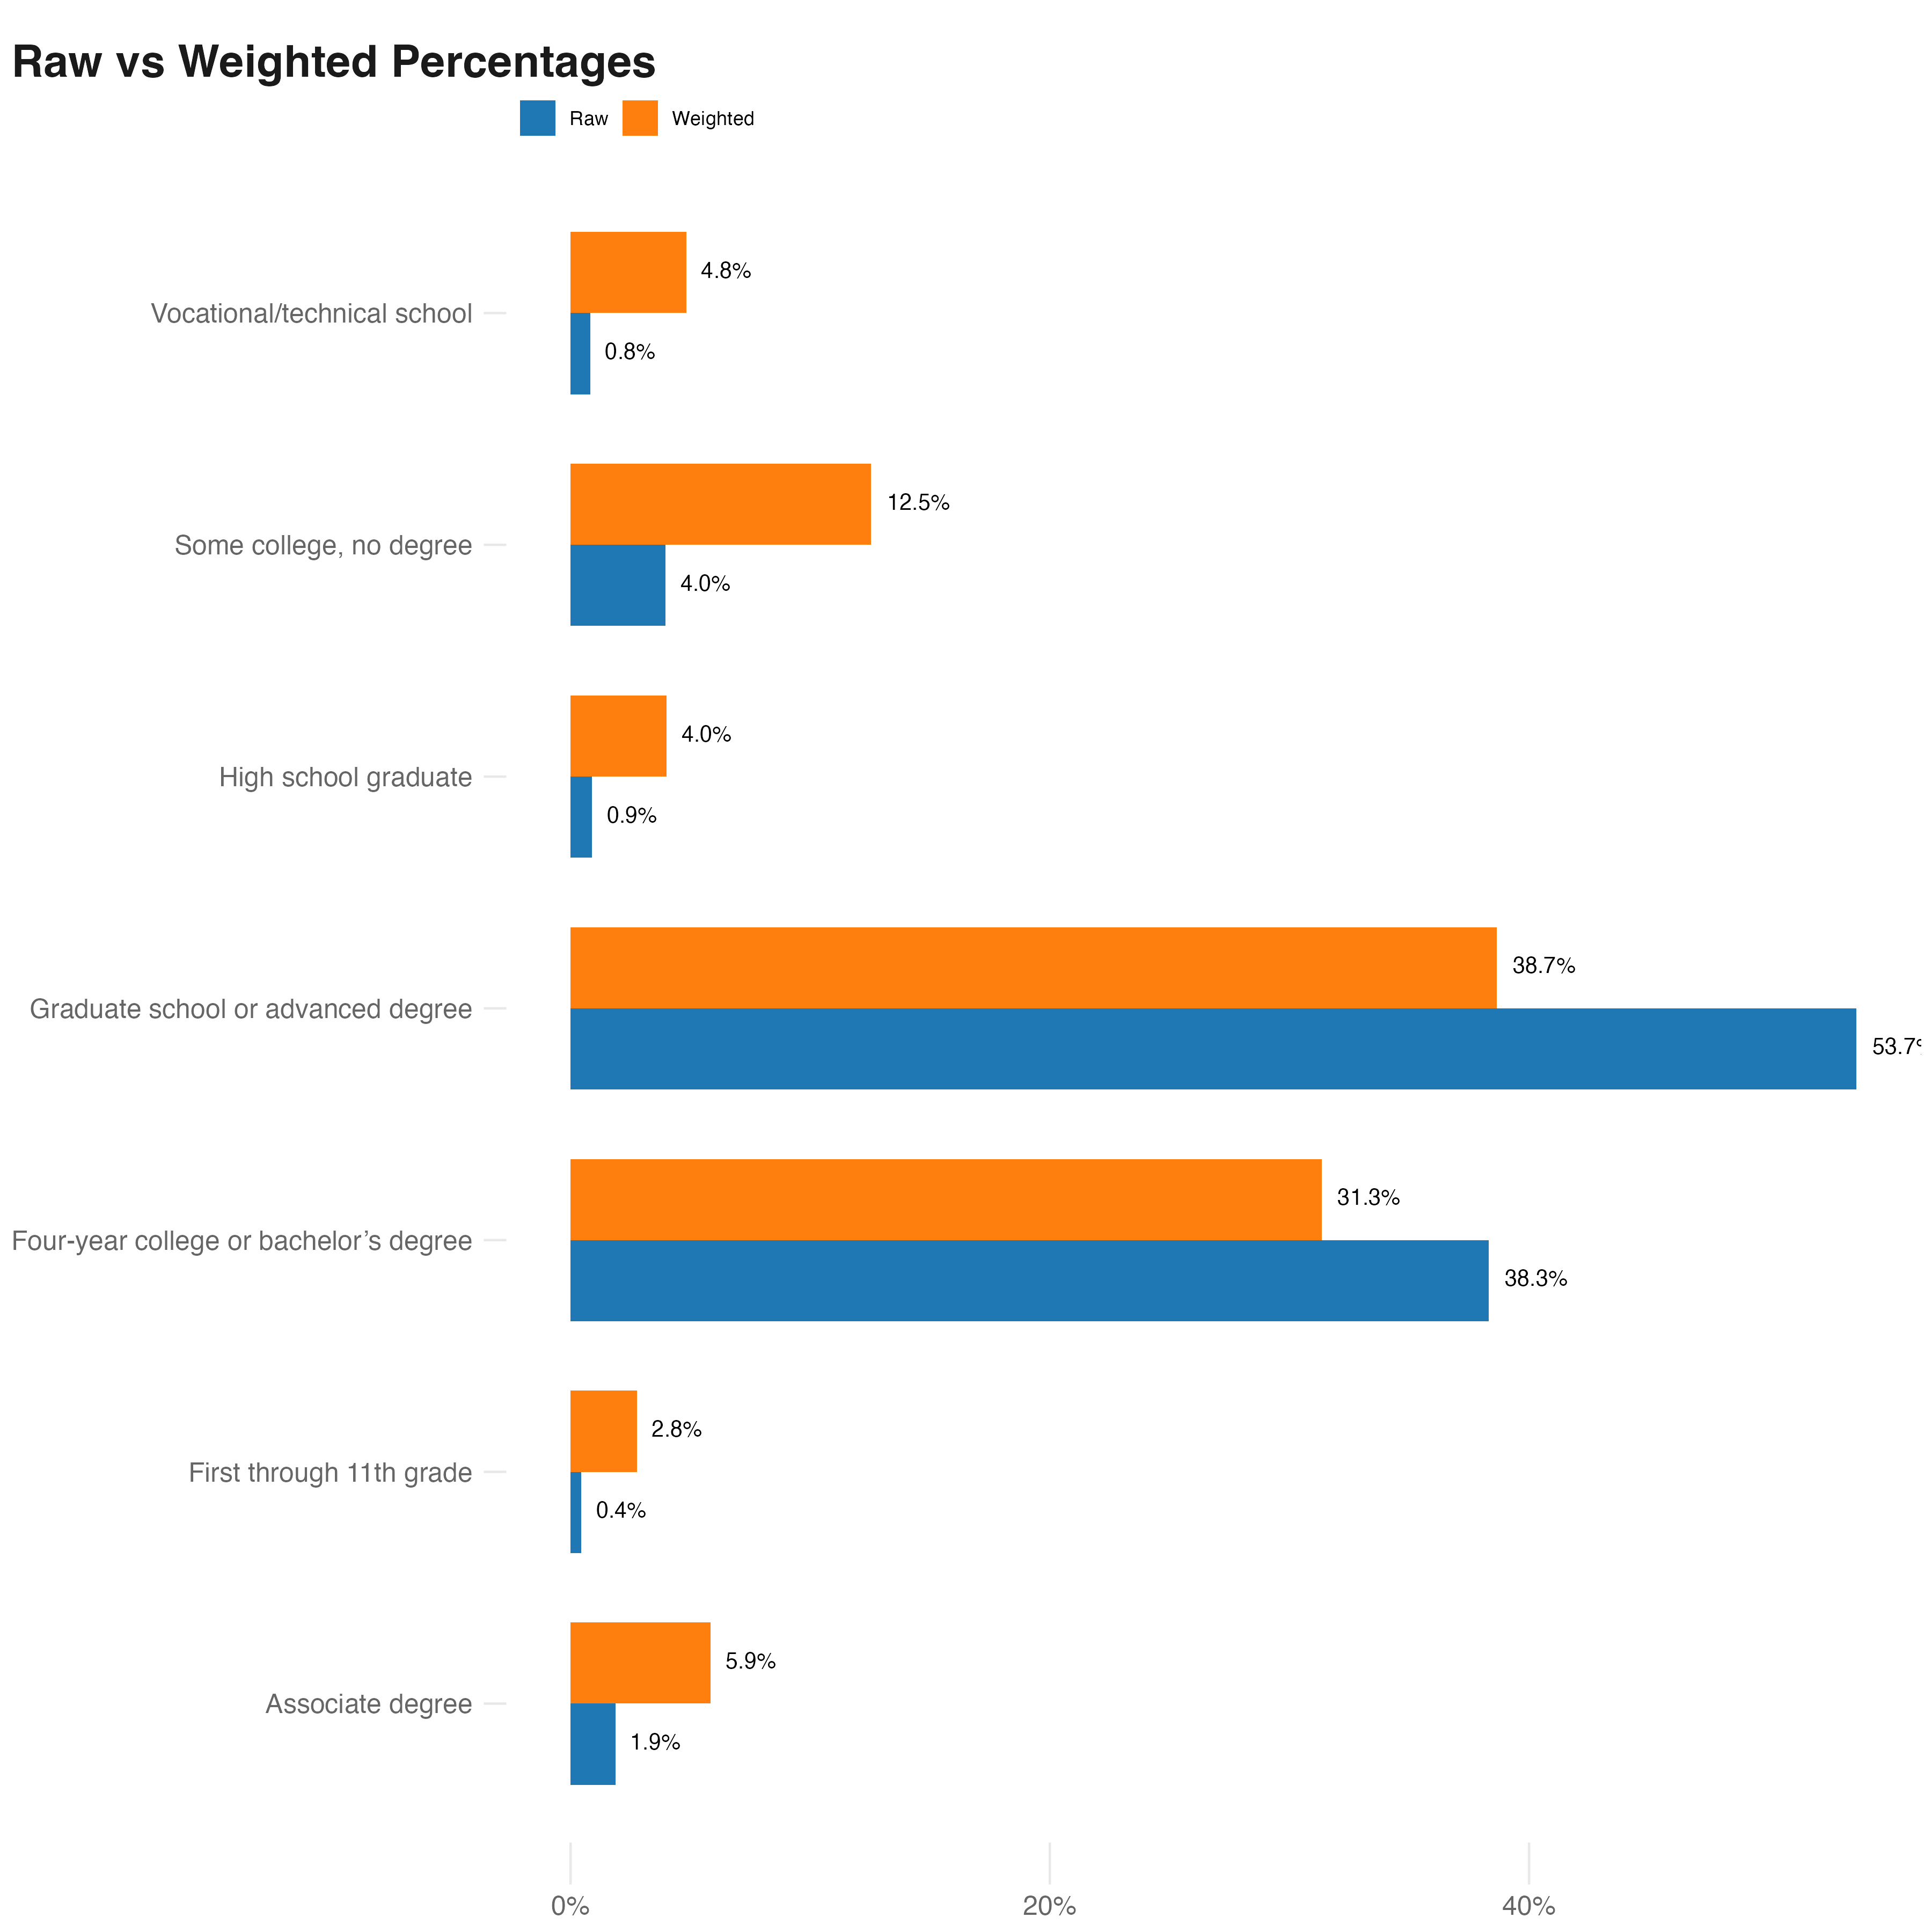 Raw vs Weighted Percentages
Raw Weighted
4.8%
Vocational/technical school
0.8%
12.5%
Some college, no degree
4.0%
4.0%
High school graduate
0.9%
38.7%
Graduate school or advanced degree
53.7%
31.3%
Four-year college or bachelor’s degree
38.3%
2.8%
First through 11th grade
0.4%
5.9%
Associate degree
1.9%
0% 20% 40%